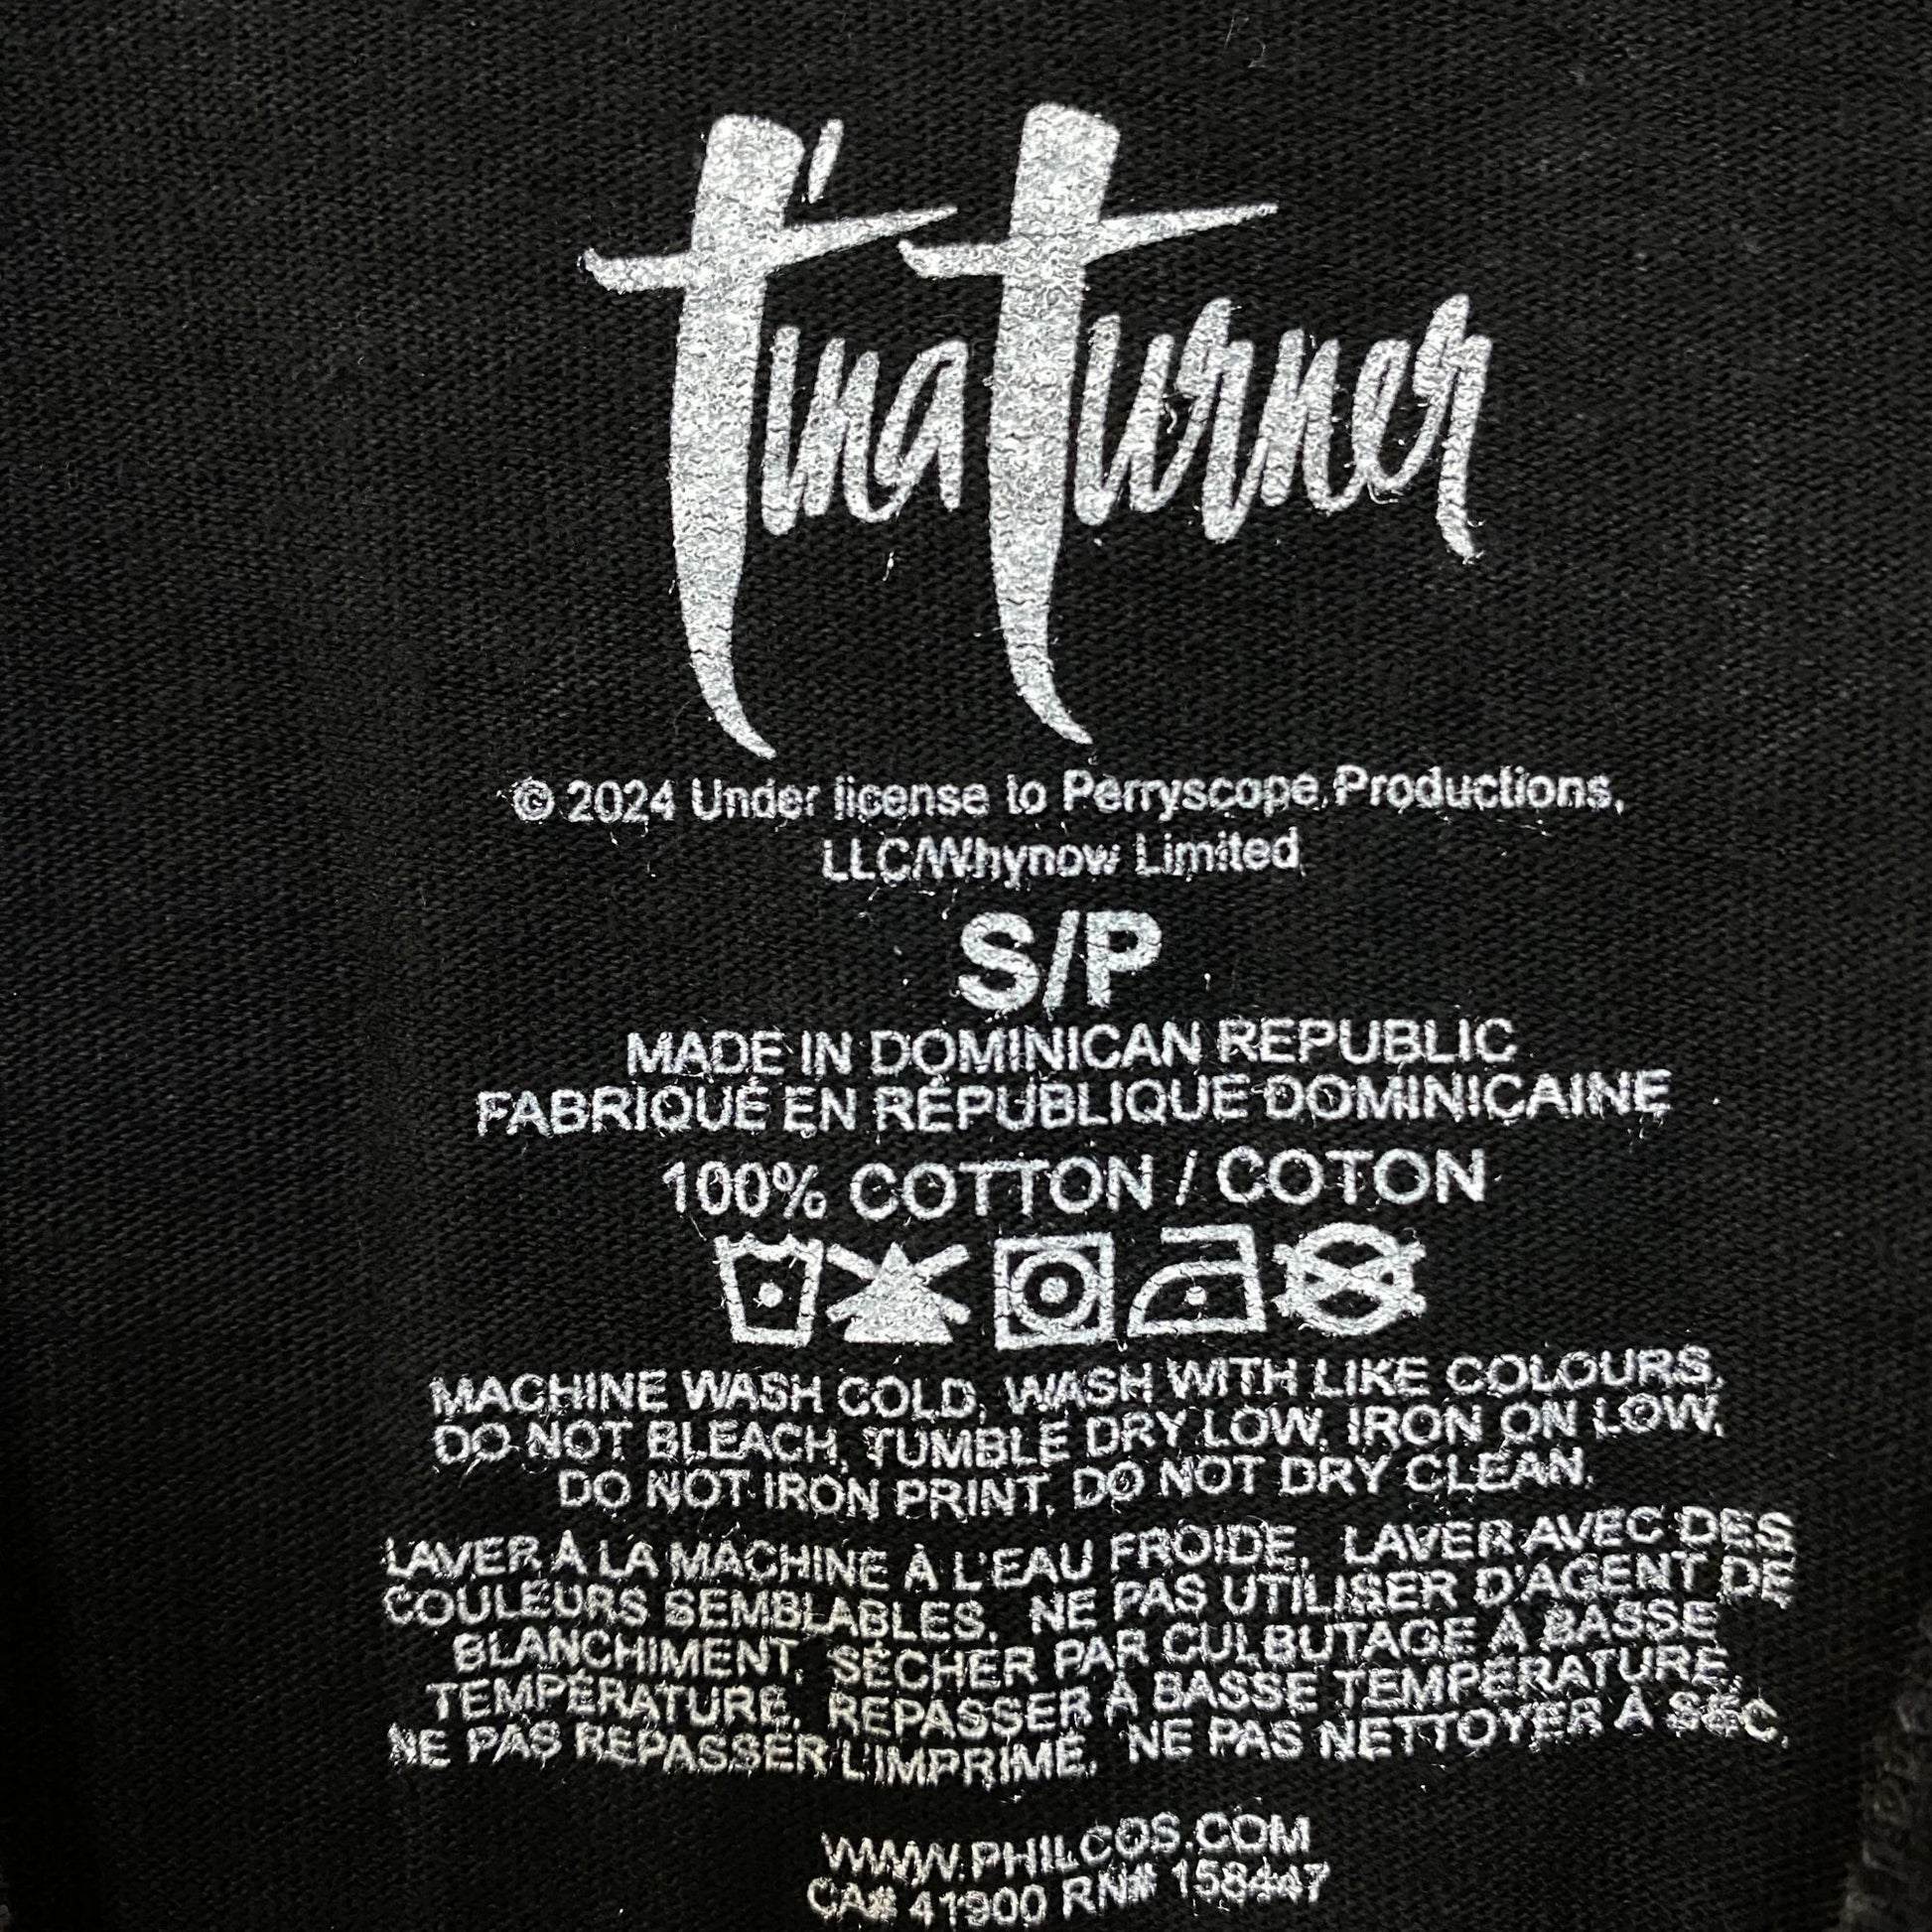 Tina Turner
© 2024 Under license to Perryscope Productions,
LLC/Whynow Limited
S/P
MADE IN DOMINICAN REPUBLIC
FABRIQUÉ EN RÉPUBLIQUE DOMINICAINE
100% COTTON / COTON
MACHINE WASH COLD, WASH WITH LIKE COLOURS,
DO NOT BLEACH, TUMBLE DRY LOW, IRON ON LOW,
DO NOT IRON PRINT, DO NOT DRY CLEAN.
LAVER À LA MACHINE À L'EAU FROIDE, LAVER AVEC DES
COULEURS SEMBLABLES, NE PAS UTILISER D'AGENT DE
BLANCHIMENT, SÉCHER PAR CULBUTAGE À BASSE
TEMPÉRATURE, REPASSER À BASSE TEMPÉRATURE,
NE PAS REPASSER L'IMPRIMÉ, NE PAS NETTOYER À SEC.
WWW.PHILCOS.COM
CA# 41900 RN# 158447